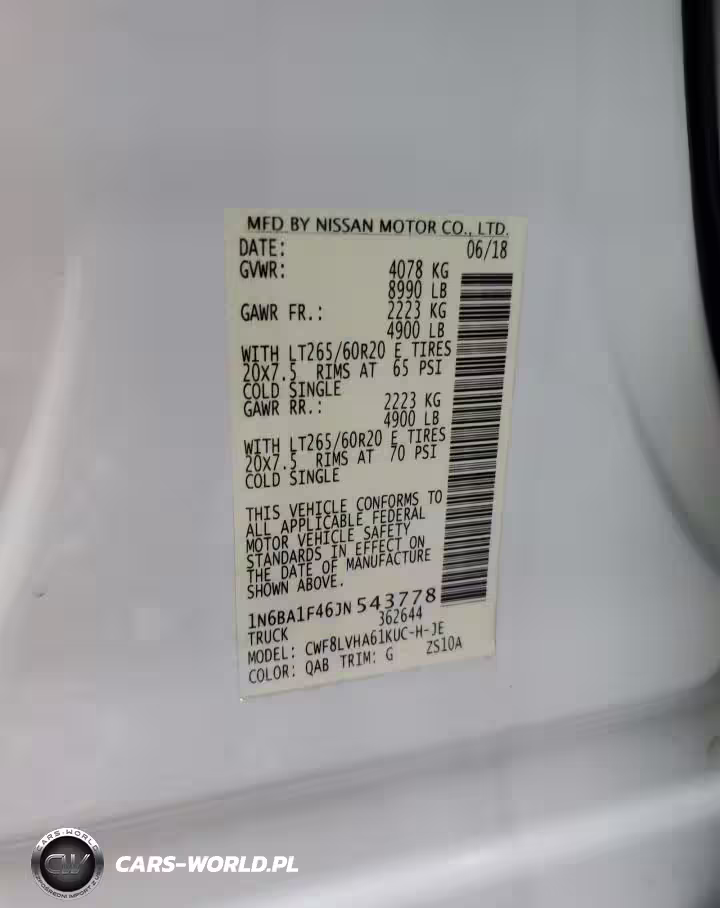 MFD BY NISSAN MOTOR CO., LTD.
DATE: 06/18
GVWR: 4078 KG
8990 LB
GAWR FR.: 2223 KG
4900 LB
WITH LT265/60R20 E TIRES
20X7.5 RIMS AT 65 PSI
COLD SINGLE
GAWR RR.: 2223 KG
4900 LB
WITH LT265/60R20 E TIRES
20X7.5 RIMS AT 70 PSI
COLD SINGLE
THIS VEHICLE CONFORMS TO
ALL APPLICABLE FEDERAL
MOTOR VEHICLE SAFETY
STANDARDS IN EFFECT ON
THE DATE OF MANUFACTURE
SHOWN ABOVE.
1N6BA1F46JN543778
TRUCK 362644
MODEL: CWF8LVHA61KUC-H-JE
COLOR: QAB TRIM: G ZS10A
CARS-WORLD
CW
CARS-WORLD.PL